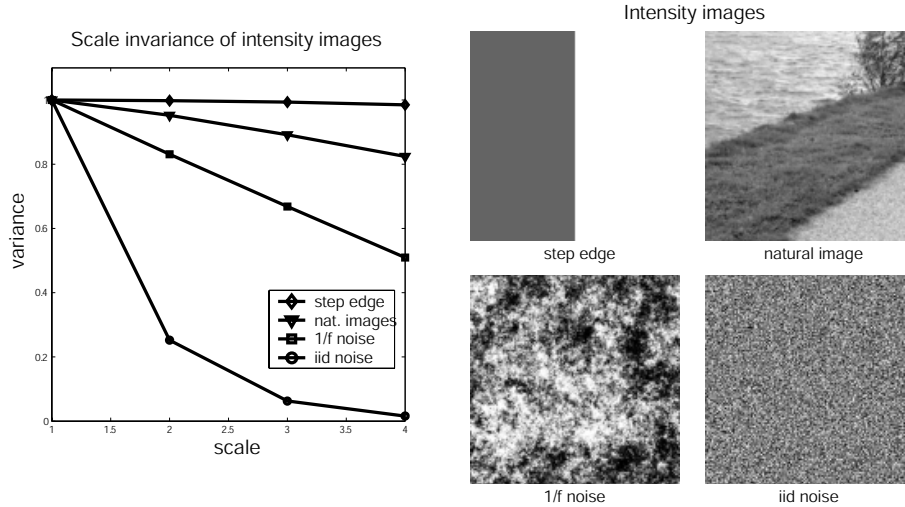 Scale invariance of intensity images
variance
0.8
0.6
0.4
0.2
0
1
1.5
2
2.5
3
3.5
4
scale
step edge
nat. images
1/f noise
iid noise
Intensity images
step edge
natural image
1/f noise
iid noise